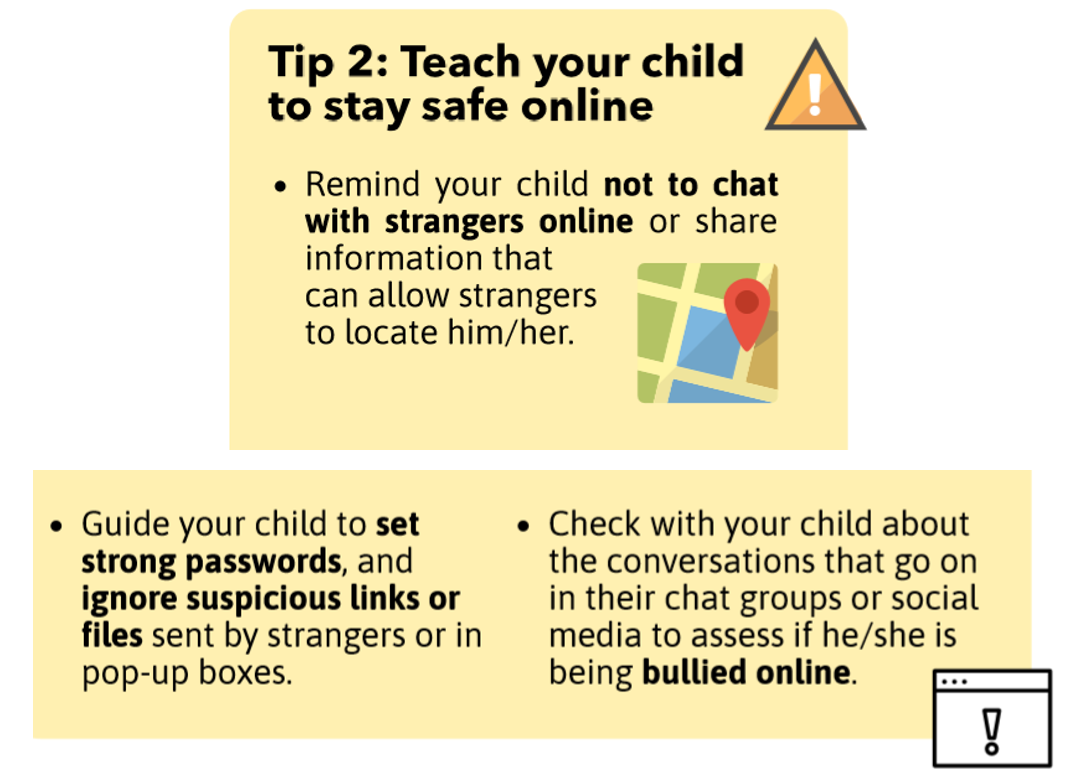 Tip 2: Teach your child
to stay safe online
• Remind your child not to chat
with strangers online or share
information that
can allow strangers
to locate him/her.
• Guide your child to set
strong passwords, and
ignore suspicious links or
files sent by strangers or in
pop-up boxes.
• Check with your child about
the conversations that go on
in their chat groups or social
media to assess if he/she is
being bullied online.